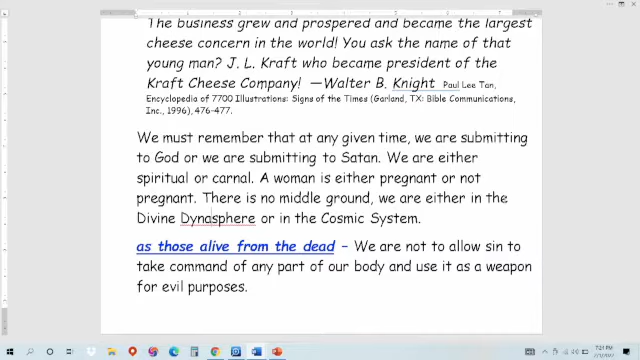 The business grew and prospered and became the largest
cheese concern in the world! You ask the name of that
young man? J. L. Kraft who became president of the
Kraft Cheese Company! —Walter B. Knight Paul Lee Tan,
Encyclopedia of 7700 Illustrations: Signs of the Times (Garland, TX: Bible Communications,
Inc., 1996), 476–477.
We must remember that at any given time, we are submitting
to God or we are submitting to Satan. We are either
spiritual or carnal. A woman is either pregnant or not
pregnant. There is no middle ground, we are either in the
Divine Dynasphere or in the Cosmic System.
as those alive from the dead – We are not to allow sin to
take command of any part of our body and use it as a weapon
for evil purposes.
7:21 PM